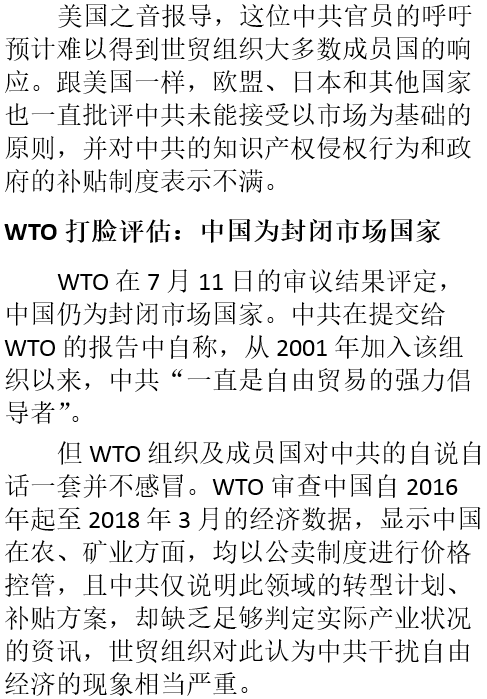 美国之音报导，这位中共官员的呼吁
预计难以得到世贸组织大多数成员国的响
应。跟美国一样，欧盟、日本和其他国家
也一直批评中共未能接受以市场为基础的
原则，并对中共的知识产权侵权行为和政
府的补贴制度表示不满。
WTO 打脸评估：中国为封闭市场国家
WTO 在 7 月 11 日的审议结果评定，
中国仍为封闭市场国家。中共在提交给
WTO 的报告中自称，从 2001 年加入该组
织以来，中共“一直是自由贸易的强力倡
导者”。
但 WTO 组织及成员国对中共的自说自
话一套并不感冒。WTO 审查中国自 2016
年起至 2018 年 3 月的经济数据，显示中国
在农、矿业方面，均以公卖制度进行价格
控管，且中共仅说明此领域的转型计划、
补贴方案，却缺乏足够判定实际产业状况
的资讯，世贸组织对此认为中共干扰自由
经济的现象相当严重。